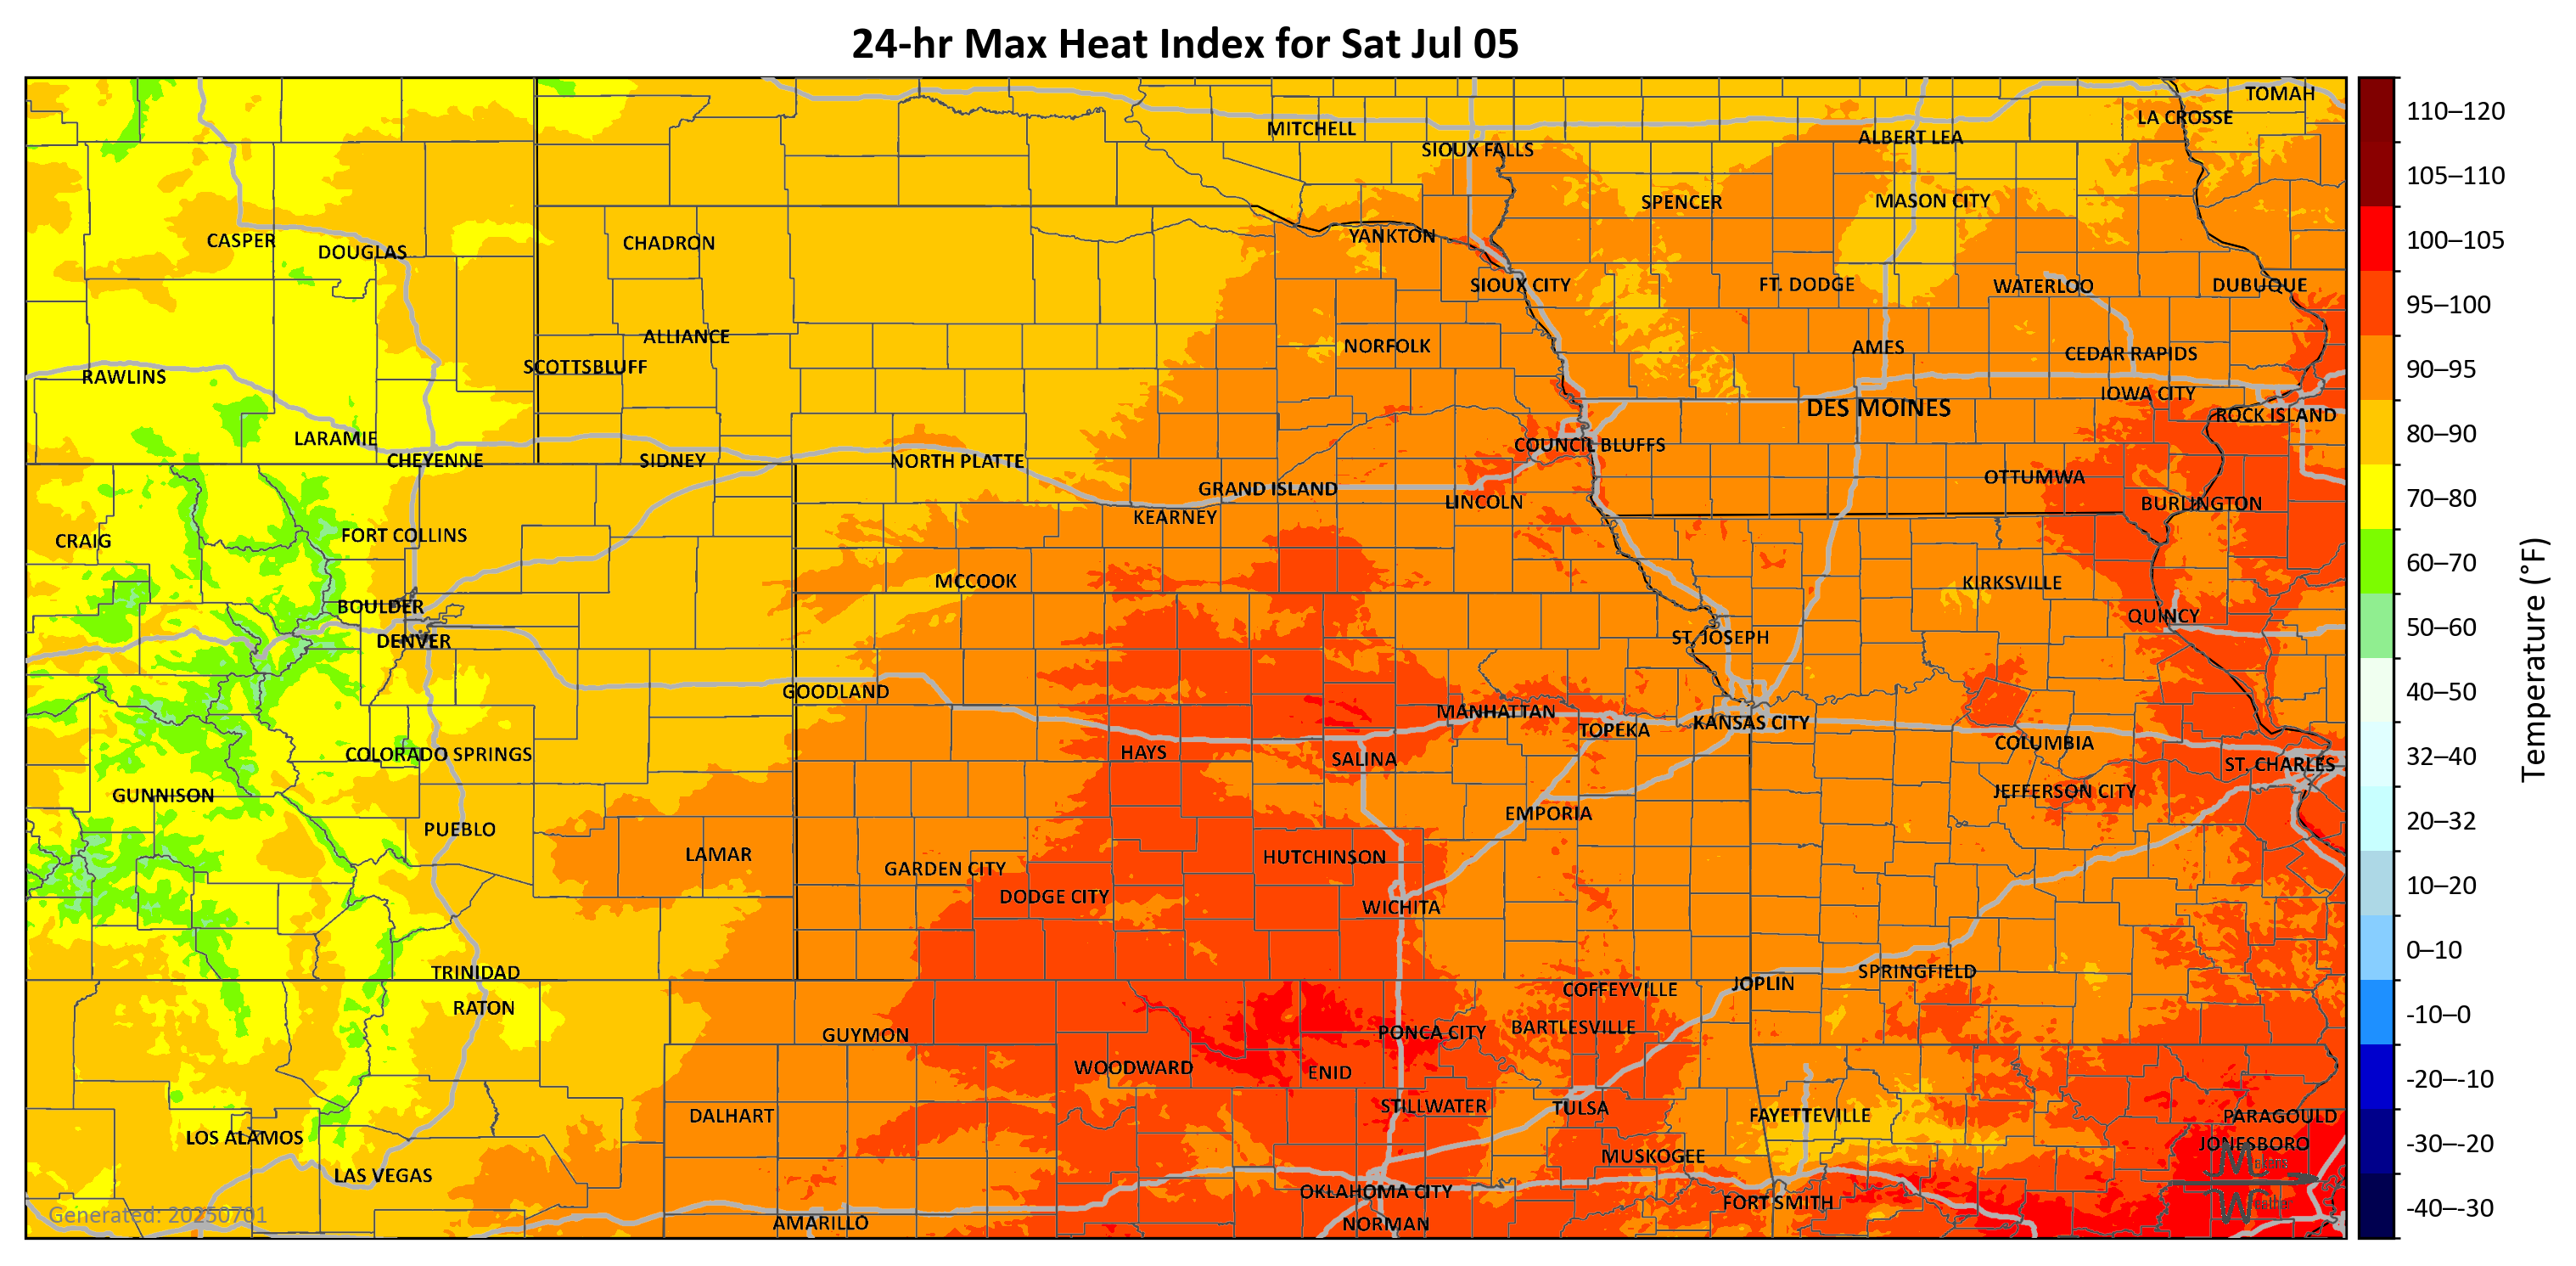 24-hr Max Heat Index for Sat Jul 05
TOMAH
LA CROSSE
MITCHELL
ALBERT LEA
SIOUX FALLS
SPENCER
MASON CITY
YANKTON
CASPER
CHADRON
DOUGLAS
SIOUX CITY
FT. DODGE
WATERLOO
DUBUQUE
ALLIANCE
NORFOLK
AMES
CEDAR RAPIDS
SCOTTSBLUFF
RAWLINS
IOWA CITY
DES MOINES
ROCK ISLAND
LARAMIE
COUNCIL BLUFFS
CHEYENNE
SIDNEY
NORTH PLATTE
OTTUMWA
GRAND ISLAND
LINCOLN
BURLINGTON
KEARNEY
FORT COLLINS
CRAIG
MCCOOK
KIRKSVILLE
BOULDER
QUINCY
DENVER
ST. JOSEPH
GOODLAND
MANHATTAN
TOPEKA
KANSAS CITY
COLUMBIA
COLORADO SPRINGS
HAYS
SALINA
ST. CHARLES
GUNNISON
JEFFERSON CITY
EMPORIA
PUEBLO
LAMAR
HUTCHINSON
GARDEN CITY
DODGE CITY
WICHITA
TRINIDAD
SPRINGFIELD
JOPLIN
COFFEYVILLE
RATON
GUYMON
PONCA CITY
BARTLESVILLE
WOODWARD
ENID
STILLWATER
TULSA
DALHART
FAYETTEVILLE
PARAGOULD
LOS ALAMOS
JONESBORO
MUSKOGEE
LAS VEGAS
OKLAHOMA CITY
FORT SMITH
AMARILLO
NORMAN
Generated: 20250701
110–120
105–110
100–105
95–100
90–95
80–90
70–80
60–70
50–60
40–50
32–40
20–32
10–20
0–10
-10–0
-20–-10
-30–-20
-40–-30
Temperature (°F)